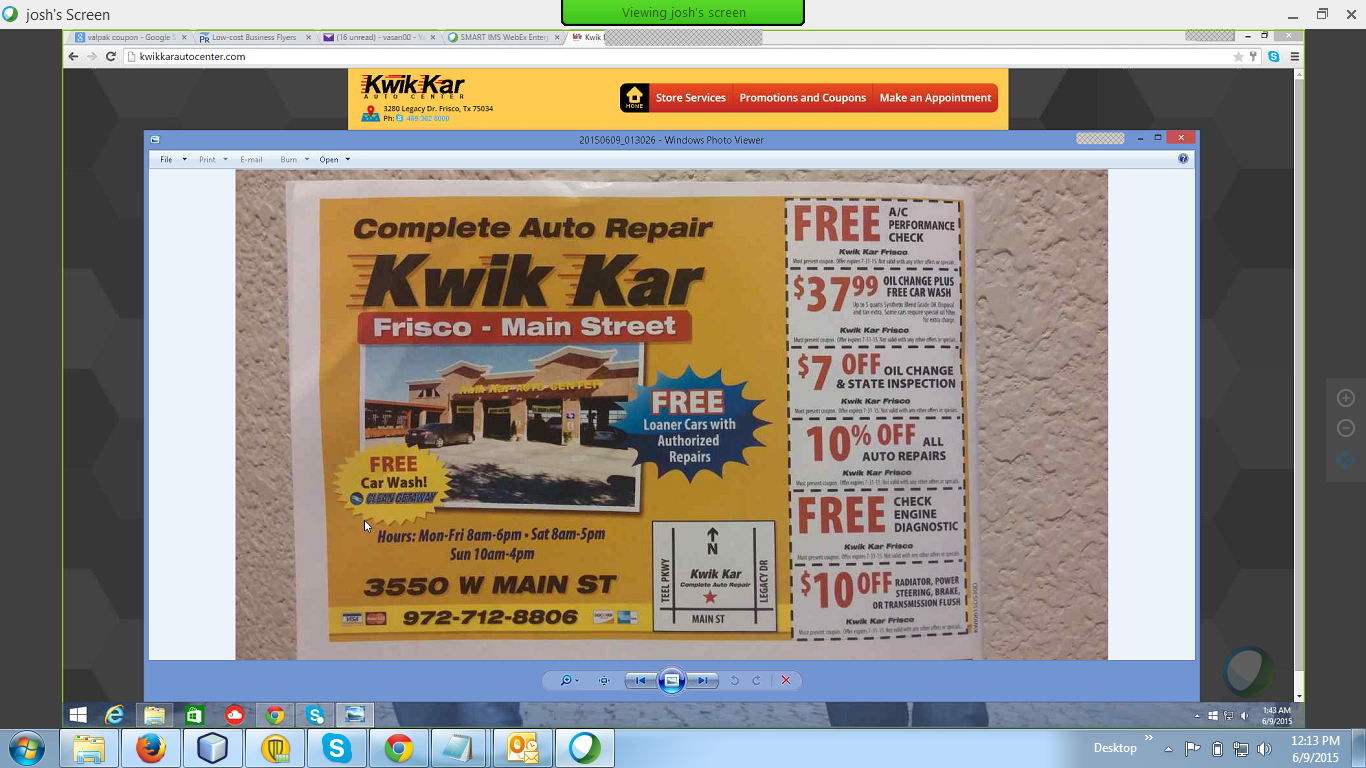 josh's Screen
Viewing josh's screen
valpak coupon - Google S
Low-cost Business Flyers
(16 unread) - vasan00 - Y
SMART IMS WebEx Enter
Kwik
kwikkarautocenter.com
Kwik Kar
AUTO CENTER
3280 Legacy Dr. Frisco, Tx 75034
Ph: 469 362 8000
HOME
Store Services
Promotions and Coupons
Make an Appointment
20150609_013026 - Windows Photo Viewer
File
Print
E-mail
Burn
Open
Complete Auto Repair
Kwik Kar
Frisco - Main Street
Kwik Kar AUTO CENTER
FREE
Loaner Cars with
Authorized
Repairs
FREE
Car Wash!
CLEAN GETAWAY
Hours: Mon-Fri 8am-6pm • Sat 8am-5pm
Sun 10am-4pm
3550 W MAIN ST
VISA
972-712-8806
DISCOVER
N
TEEL PKWY
LEGACY DR
Kwik Kar
Complete Auto Repair
MAIN ST
FREE A/C
PERFORMANCE
CHECK
Kwik Kar Frisco
Must present coupon. Offer expires 7-31-15. Not valid with any other offers or specials.
$37 99 OIL CHANGE PLUS
FREE CAR WASH
Up to 5 quarts Synthetic Blend Grade Oil. Disposal
and tax extra. Some cars require special oil filter
for extra charge.
Kwik Kar Frisco
Must present coupon. Offer expires 7-31-15. Not valid with any other offers or specials.
$7 OFF OIL CHANGE
& STATE INSPECTION
Kwik Kar Frisco
Must present coupon. Offer expires 7-31-15. Not valid with any other offers or specials.
10% OFF ALL
AUTO REPAIRS
Kwik Kar Frisco
Must present coupon. Offer expires 7-31-15. Not valid with any other offers or specials.
FREE CHECK
ENGINE
DIAGNOSTIC
Kwik Kar Frisco
Must present coupon. Offer expires 7-31-15. Not valid with any other offers or specials.
$10 OFF RADIATOR, POWER
STEERING, BRAKE,
OR TRANSMISSION FLUSH
Kwik Kar Frisco
Must present coupon. Offer expires 7-31-15. Not valid with any other offers or specials.
1:43 AM
6/9/2015
Desktop
12:13 PM
6/9/2015